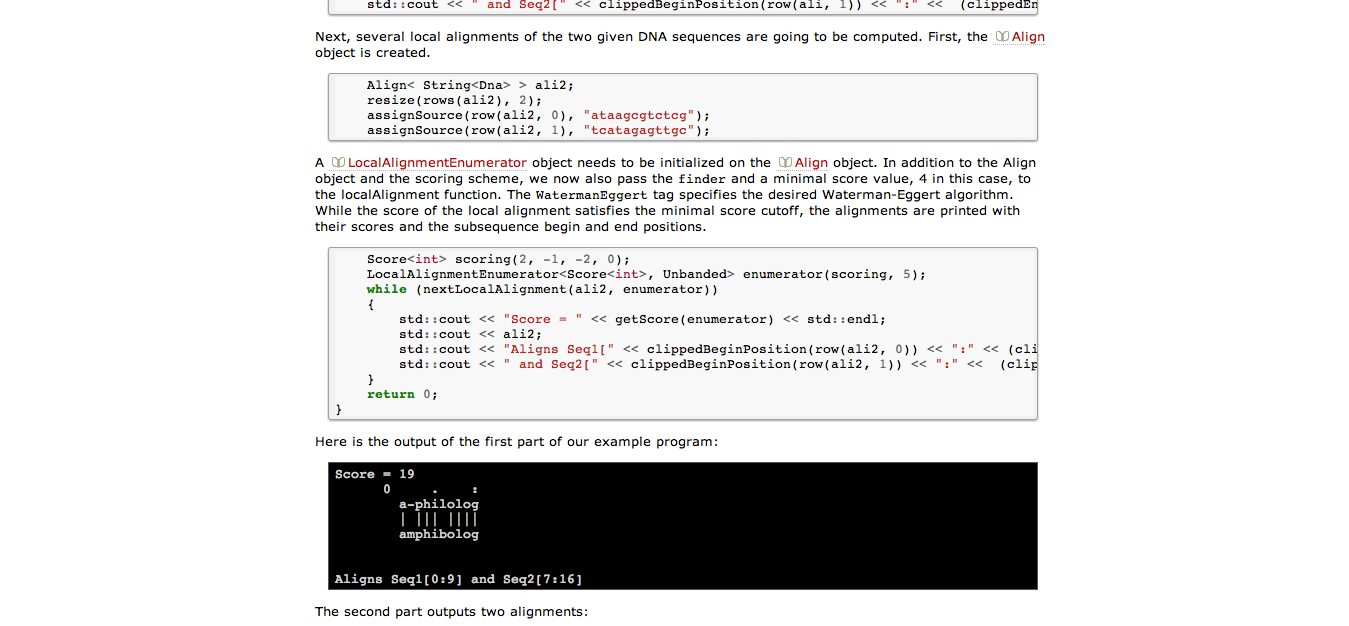 std::cout << " and Seq2[" << clippedBeginPosition(row(ali, 1)) << ":" <<  (clippedEn
Next, several local alignments of the two given DNA sequences are going to be computed. First, the Align
object is created.
Align< String<Dna> > ali2;
resize(rows(ali2), 2);
assignSource(row(ali2, 0), "ataagcgtctcg");
assignSource(row(ali2, 1), "tcatagagttgc");
A LocalAlignmentEnumerator object needs to be initialized on the Align object. In addition to the Align
object and the scoring scheme, we now also pass the finder and a minimal score value, 4 in this case, to
the localAlignment function. The WatermanEggert tag specifies the desired Waterman-Eggert algorithm.
While the score of the local alignment satisfies the minimal score cutoff, the alignments are printed with
their scores and the subsequence begin and end positions.
Score<int> scoring(2, -1, -2, 0);
LocalAlignmentEnumerator<Score<int>, Unbanded> enumerator(scoring, 5);
while (nextLocalAlignment(ali2, enumerator))
{
std::cout << "Score = " << getScore(enumerator) << std::endl;
std::cout << ali2;
std::cout << "Aligns Seq1[" << clippedBeginPosition(row(ali2, 0)) << ":" << (cli
std::cout << " and Seq2[" << clippedBeginPosition(row(ali2, 1)) << ":" <<  (clip
}
return 0;
}
Here is the output of the first part of our example program:
Score = 19
0     .    :
a-philolog
| ||| ||||
amphibolog
Aligns Seq1[0:9] and Seq2[7:16]
The second part outputs two alignments: